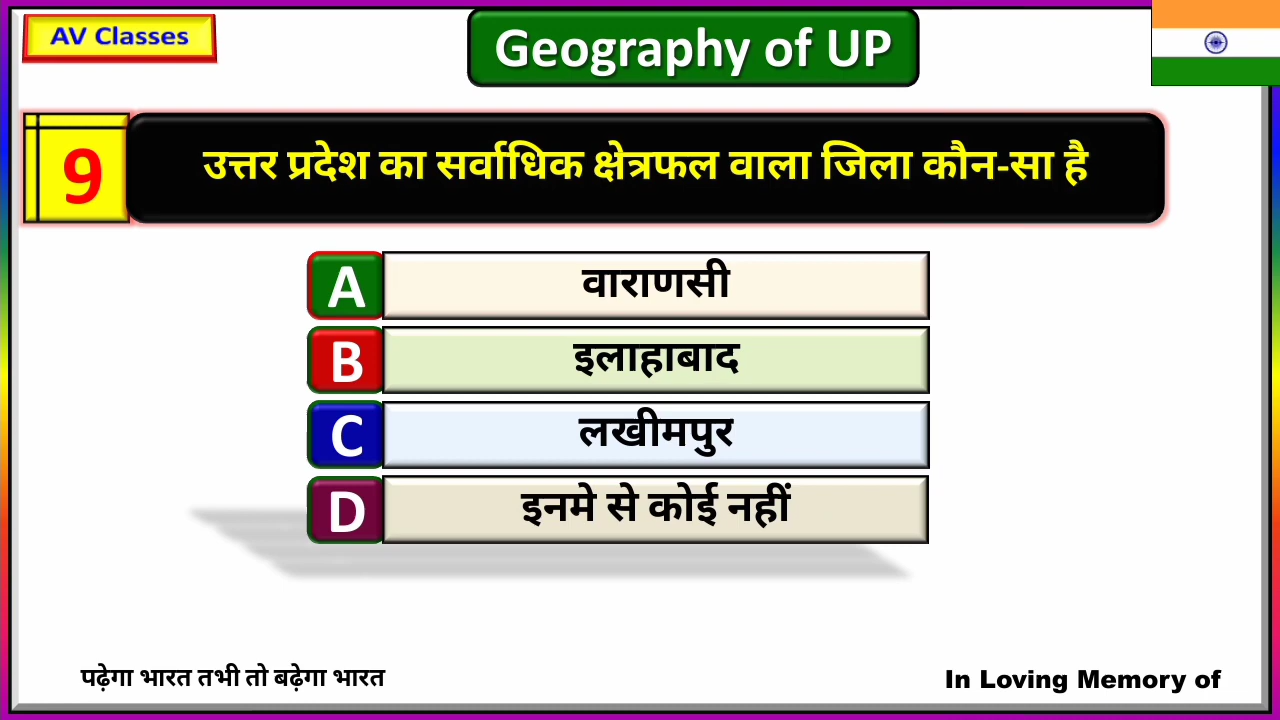 AV Classes
Geography of UP
9
उत्तर प्रदेश का सर्वाधिक क्षेत्रफल वाला जिला कौन-सा है
A
वाराणसी
B
इलाहाबाद
C
लखीमपुर
D
इनमे से कोई नहीं
पढ़ेगा भारत तभी तो बढ़ेगा भारत
In Loving Memory of